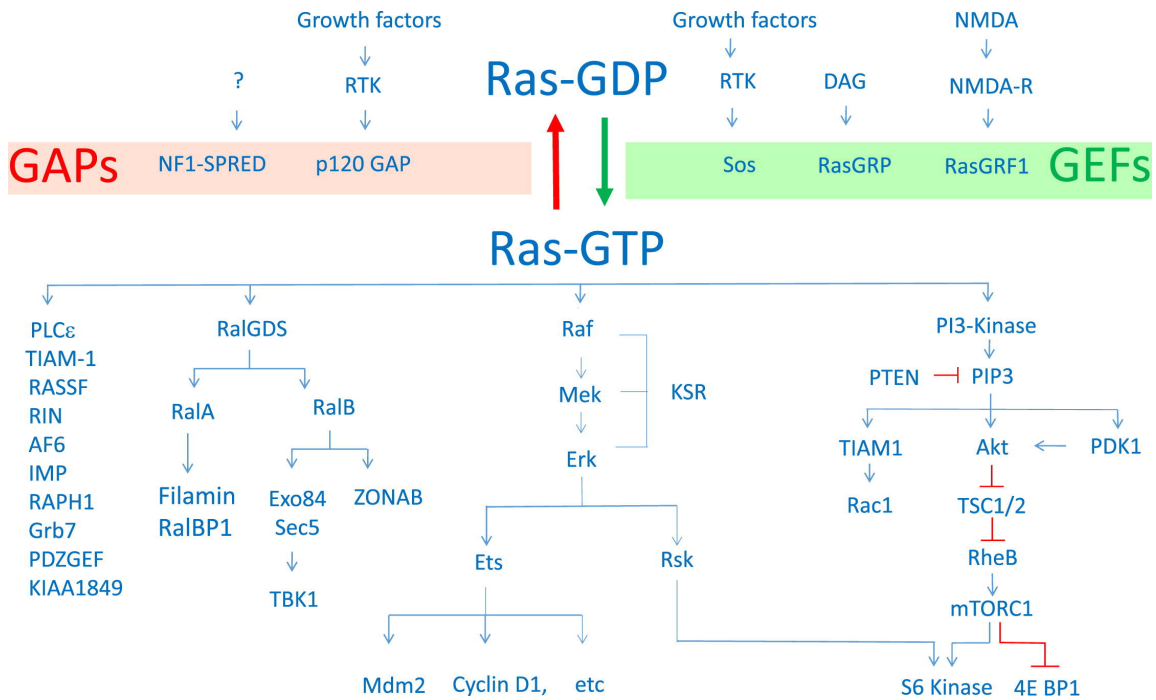 Growth factors
Growth factors
NMDA
?
RTK
Ras-GDP
RTK
DAG
NMDA-R
GAPs
NF1-SPRED
p120 GAP
Sos
RasGRP
RasGRF1
GEFs
Ras-GTP
PLCε
TIAM-1
RASSF
RIN
AF6
IMP
RAPH1
Grb7
PDZGEF
KIAA1849
RalGDS
RalA
RalB
Filamin
RalBP1
Exo84
Sec5
ZONAB
TBK1
Raf
Mek
KSR
Erk
Ets
Rsk
Mdm2
Cyclin D1,
etc
PI3-Kinase
PTEN
PIP3
TIAM1
Akt
PDK1
Rac1
TSC1/2
RheB
mTORC1
S6 Kinase
4E BP1